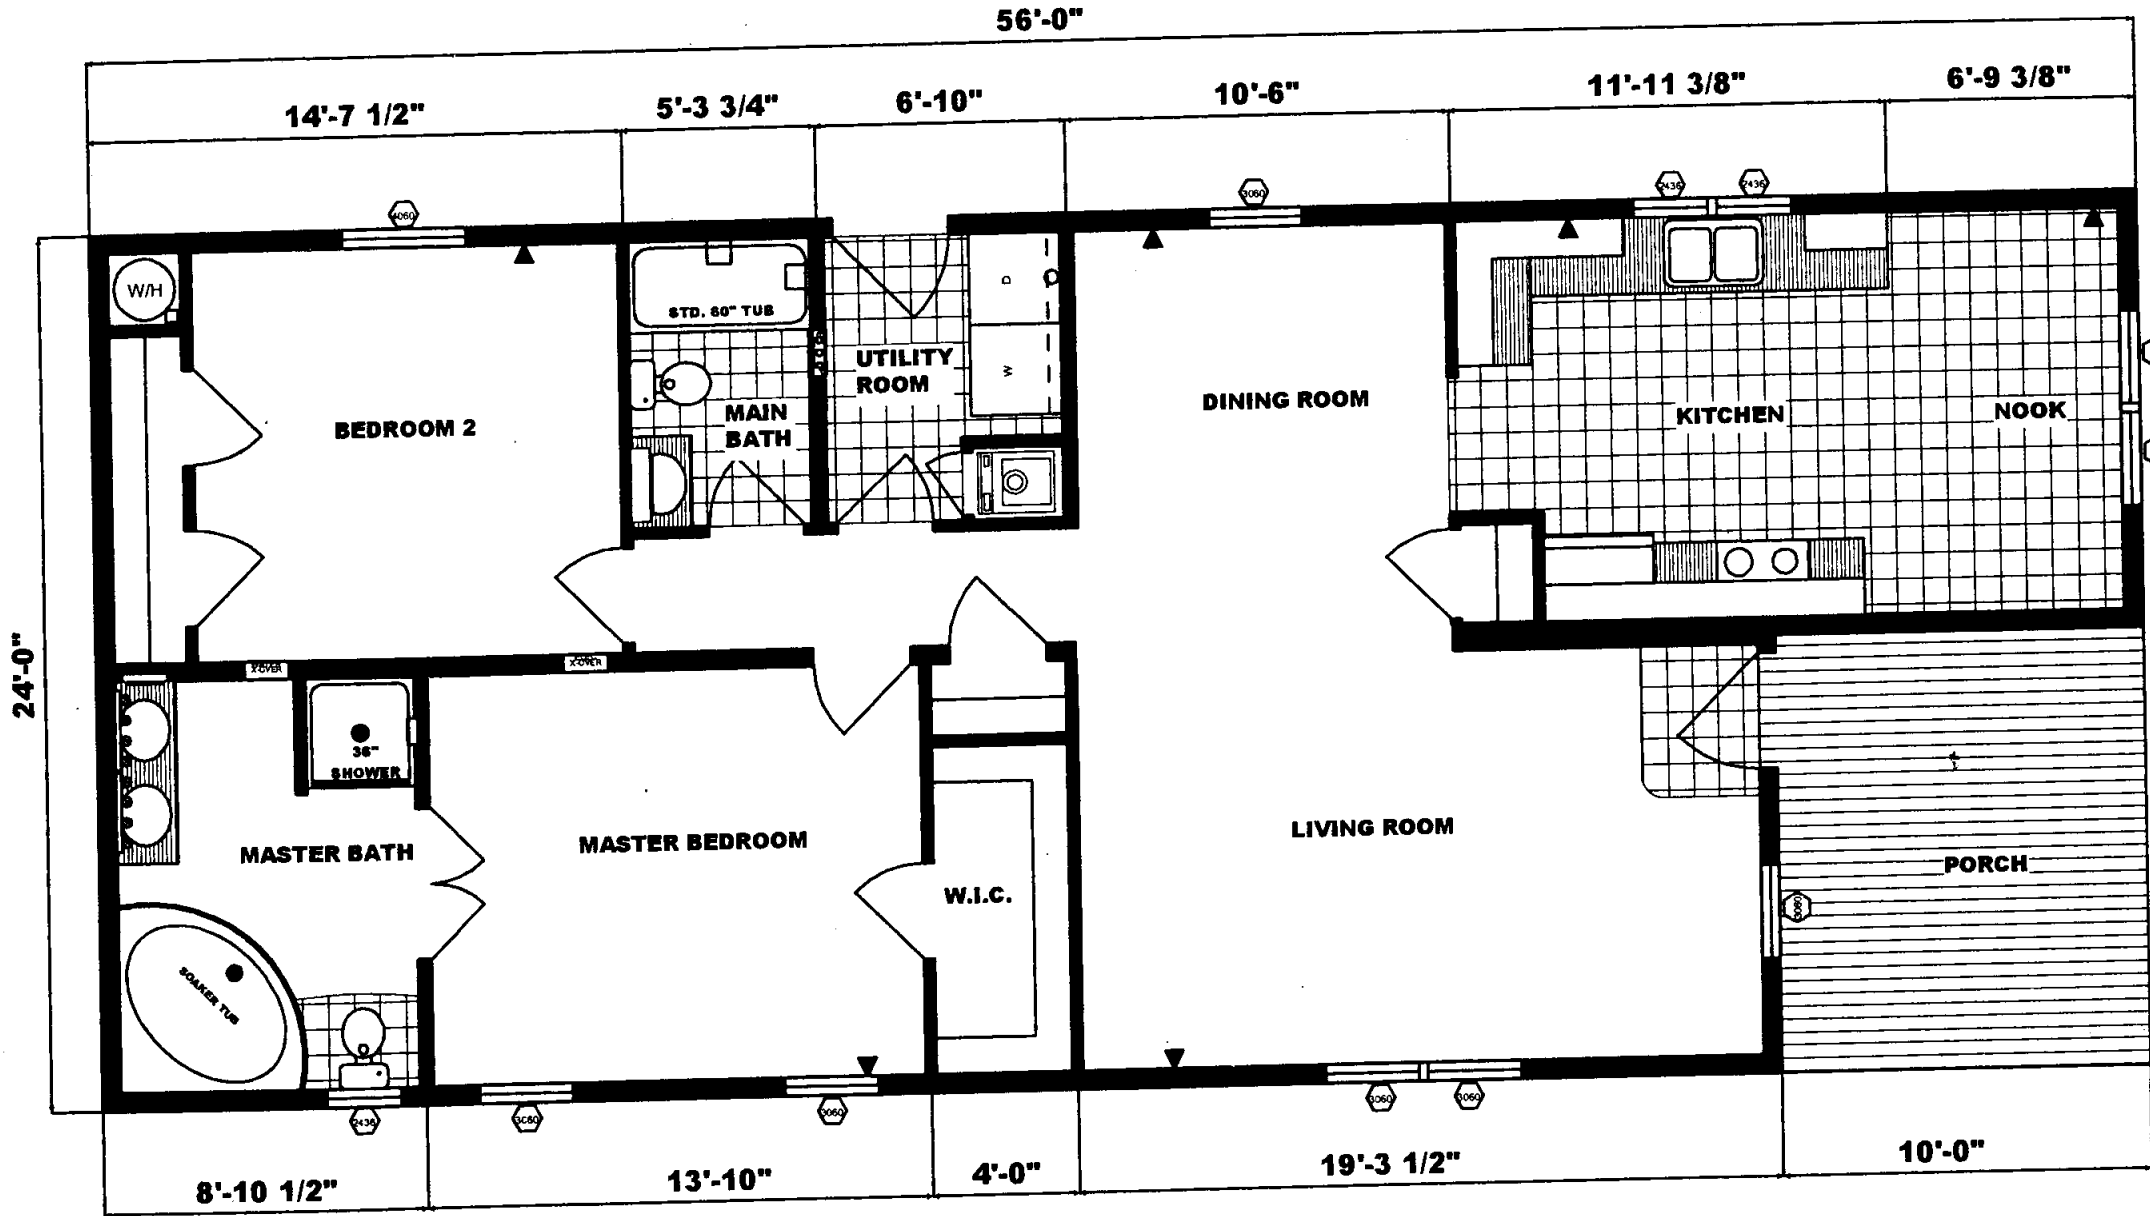 56'-0"
14'-7 1/2"
5'-3 3/4"
6'-10"
10'-6"
11'-11 3/8"
6'-9 3/8"
4060
3060
2436
2436
W/H
STD. 60" TUB
D
W
UTILITY
ROOM
MAIN
BATH
BEDROOM 2
DINING ROOM
KITCHEN
NOOK
24'-0"
X-OVER
X-OVER
36"
SHOWER
MASTER BATH
MASTER BEDROOM
LIVING ROOM
W.I.C.
PORCH
3060
SOAKER TUB
2436
3060
3060
3060
3060
8'-10 1/2"
13'-10"
4'-0"
19'-3 1/2"
10'-0"